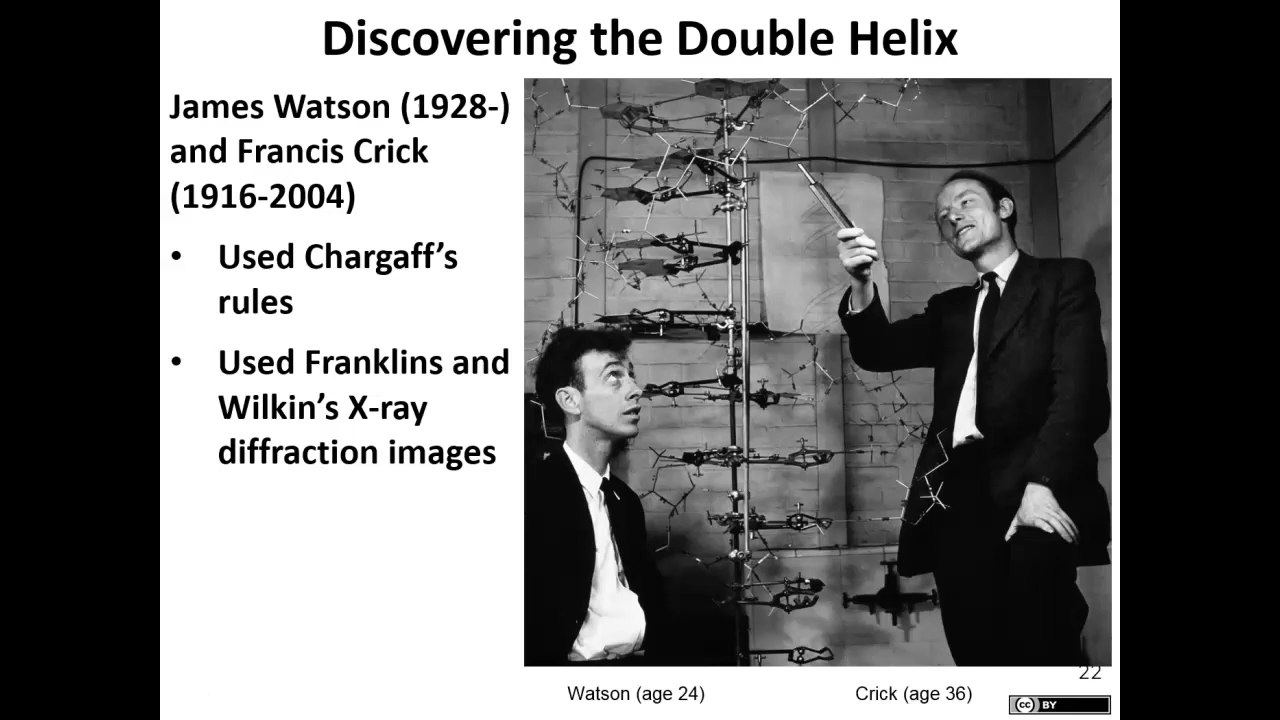 Discovering the Double Helix
James Watson (1928-)
and Francis Crick
(1916-2004)
• Used Chargaff’s
rules
• Used Franklins and
Wilkin’s X-ray
diffraction images
22
Watson (age 24)
Crick (age 36)
cc BY